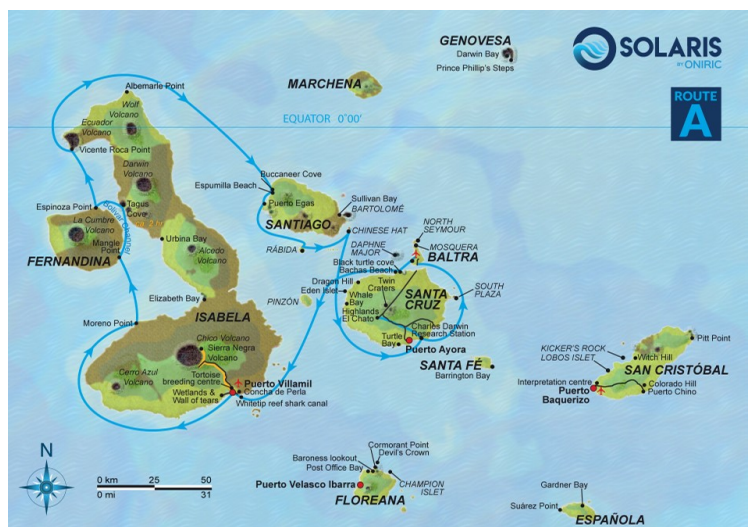 GENOVESA
Darwin Bay
Prince Phillip's Steps
SOLARIS
BY ONIRIC
MARCHENA
ROUTE
A
EQUATOR 0°00'
Albemarle Point
Wolf
Volcano
Ecuador
Volcano
Vicente Roca Point
Darwin
Volcano
Buccaneer Cove
Espumilla Beach
Puerto Egas
Sullivan Bay
BARTOLOMÉ
SANTIAGO
CHINESE HAT
Espinoza Point
Tagus
Cove
Bolivar Channel
La Cumbre
Volcano
Mangle
Point
FERNANDINA
Urbina Bay
Alcedo
Volcano
RÁBIDA
NORTH
SEYMOUR
DAPHNE
MAJOR
MOSQUERA
BALTRA
Black turtle cove
Bachas Beach
Dragon Hill
Eden Islet
Twin
Craters
Whale
Bay
SANTA
CRUZ
SOUTH
PLAZA
Highlands
El Chato
Charles Darwin
Research Station
Turtle
Bay
Puerto Ayora
PINZÓN
Elizabeth Bay
ISABELA
Moreno Point
Chico Volcano
Sierra Negra
Volcano
Cerro Azul
Volcano
Tortoise
breeding centre
Puerto Villamil
Concha de Perla
Wetlands &
Wall of tears
Whitetip reef shark canal
SANTA FÉ
Barrington Bay
Pitt Point
KICKER'S ROCK
LOBOS ISLET
Witch Hill
SAN CRISTÓBAL
Interpretation centre
Puerto
Baquerizo
Colorado Hill
Puerto Chino
N
0 km 25 50
0 mi 31
Cormorant Point
Devil's Crown
Baroness lookout
Post Office Bay
Puerto Velasco Ibarra
CHAMPION
ISLET
FLOREANA
Gardner Bay
Suárez Point
ESPAÑOLA